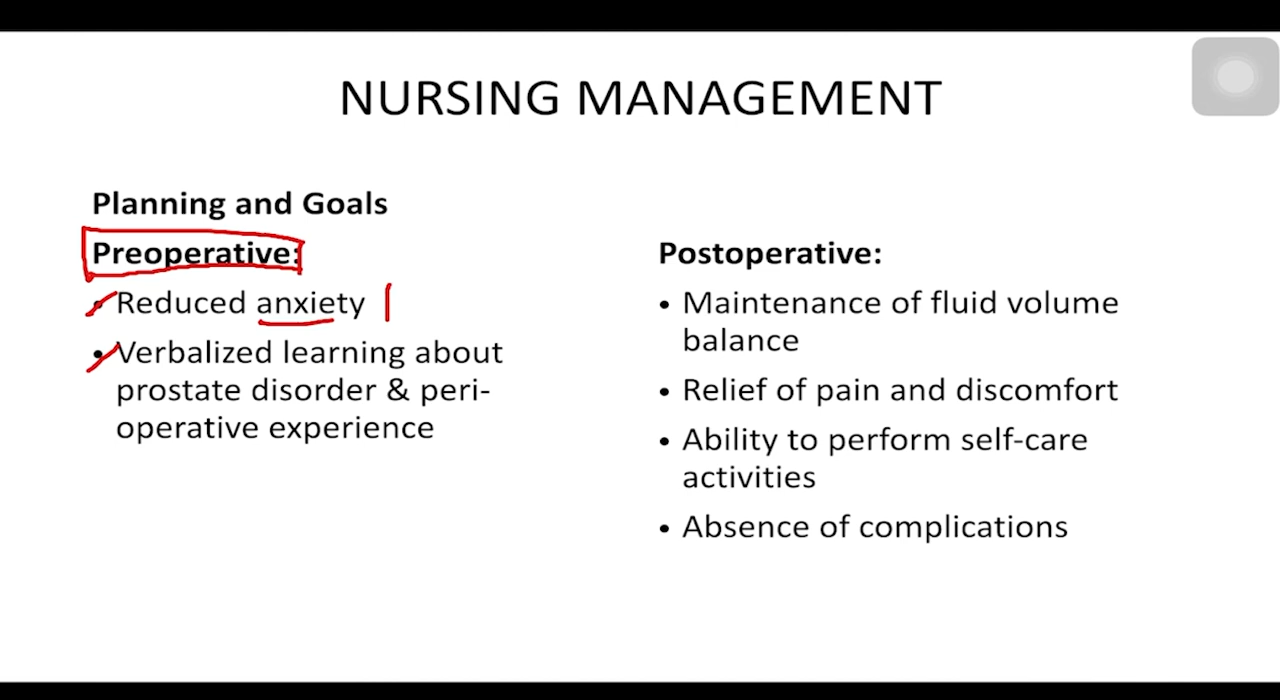 NURSING MANAGEMENT
Planning and Goals
Preoperative:
• Reduced anxiety
• Verbalized learning about
prostate disorder & peri-
operative experience
Postoperative:
• Maintenance of fluid volume
balance
• Relief of pain and discomfort
• Ability to perform self-care
activities
• Absence of complications